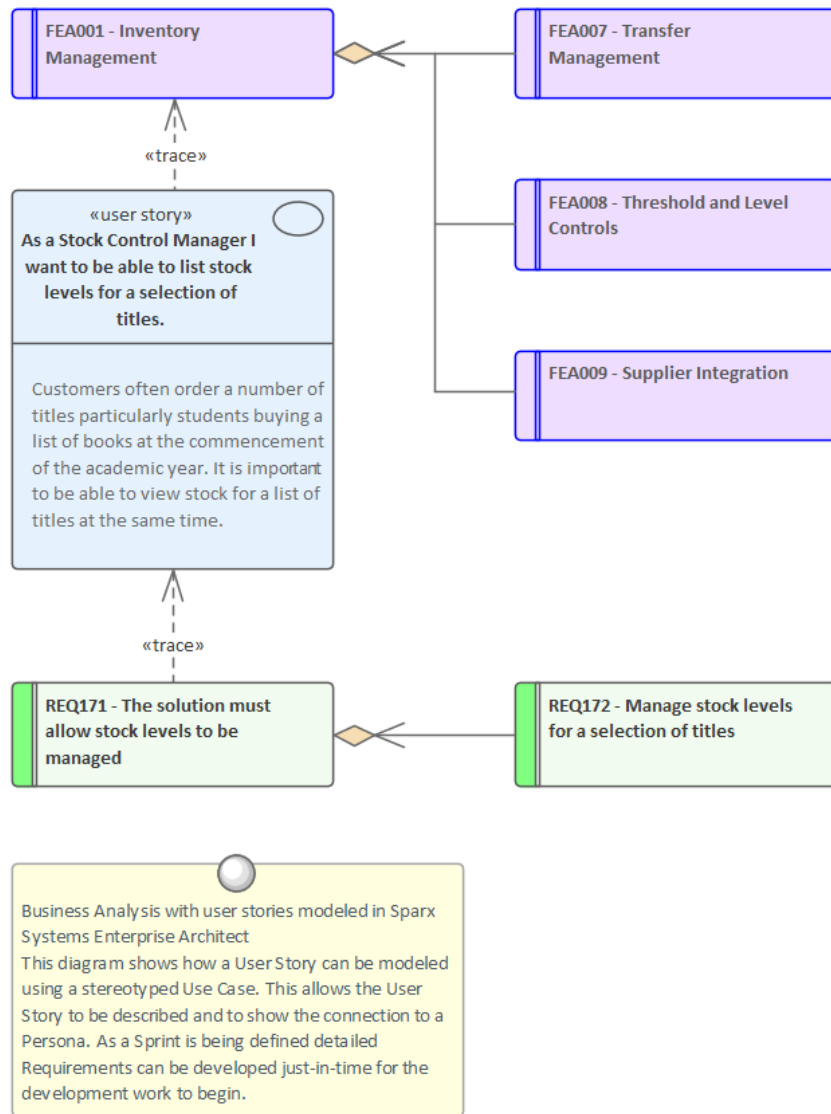 FEA001 - Inventory
Management
FEA007 - Transfer
Management
«trace»
«user story»
As a Stock Control Manager I
want to be able to list stock
levels for a selection of
titles.
FEA008 - Threshold and Level
Controls
FEA009 - Supplier Integration
Customers often order a number of
titles particularly students buying a
list of books at the commencement
of the academic year. It is important
to be able to view stock for a list of
titles at the same time.
«trace»
REQ171 - The solution must
allow stock levels to be
managed
REQ172 - Manage stock levels
for a selection of titles
Business Analysis with user stories modeled in Sparx
Systems Enterprise Architect
This diagram shows how a User Story can be modeled
using a stereotyped Use Case. This allows the User
Story to be described and to show the connection to a
Persona. As a Sprint is being defined detailed
Requirements can be developed just-in-time for the
development work to begin.